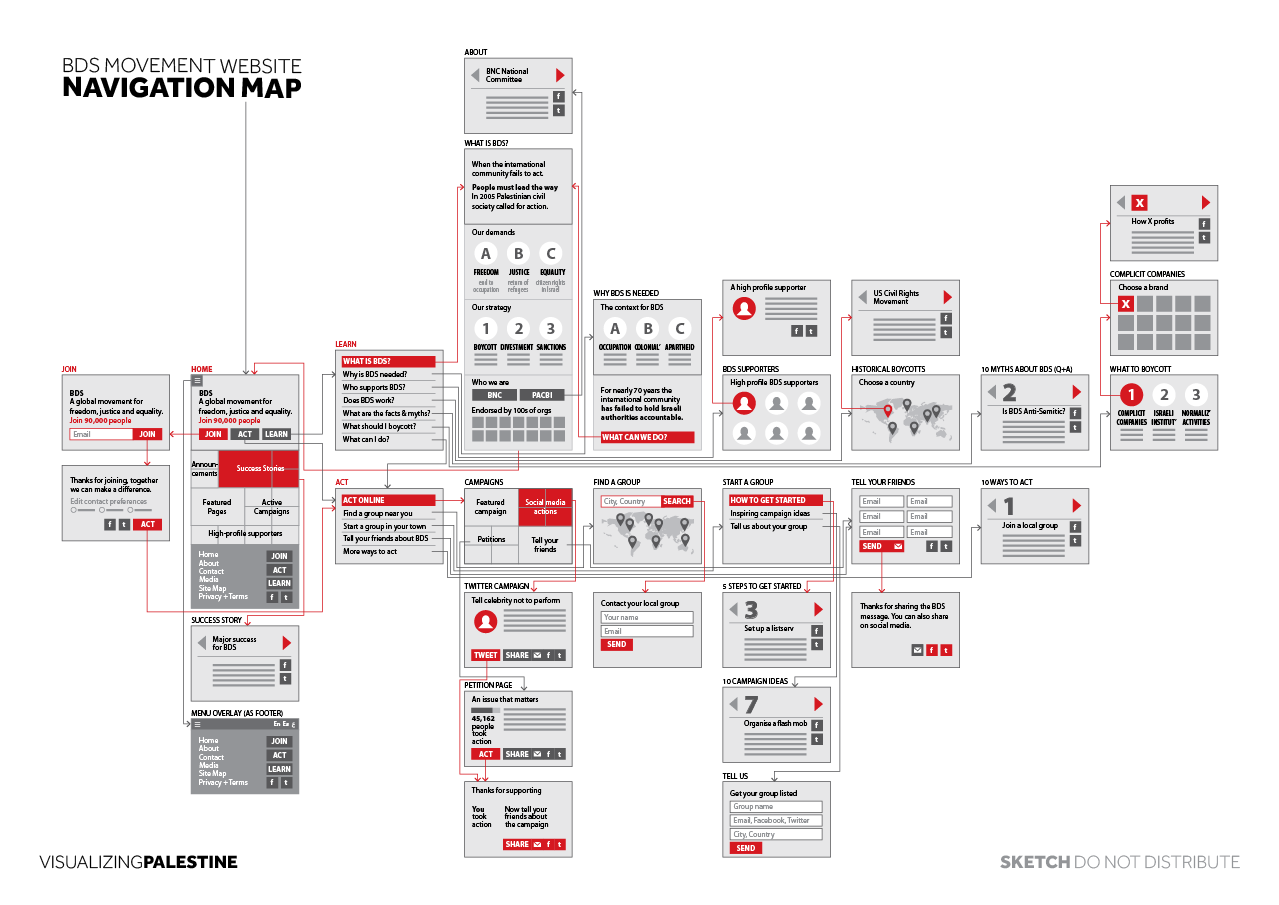 BDS MOVEMENT WEBSITE
NAVIGATION MAP
ABOUT
BNC National
Committee
f
t
WHAT IS BDS?
When the international
community fails to act.
People must lead the way
In 2005 Palestinian civil
society called for action.
Our demands
A B C
FREEDOM JUSTICE EQUALITY
end to
occupation
return of
refugees
citizen rights
in Israel
Our strategy
1 2 3
BOYCOTT DIVESTMENT SANCTIONS
Who we are
BNC PACBI
Endorsed by 100s of orgs
WHY BDS IS NEEDED
The context for BDS
A B C
OCCUPATION COLONIAL' APARTHEID
For nearly 70 years the
international community
has failed to hold Israeli
authorities accountable.
WHAT CAN WE DO?
A high profile supporter
f t
BDS SUPPORTERS
High profile BDS supporters
US Civil Rights
Movement
f
t
HISTORICAL BOYCOTTS
Choose a country
10 MYTHS ABOUT BDS (Q+A)
2
Is BDS Anti-Semitic?
f
t
X
How X profits
f
t
COMPLICIT COMPANIES
Choose a brand
X
WHAT TO BOYCOTT
1 2 3
COMPLICIT
COMPANIES
ISRAELI
INSTITUT'
NORMALIZ'
ACTIVITIES
JOIN
BDS
A global movement for
freedom, justice and equality.
Join 90,000 people
Email JOIN
Thanks for joining, together
we can make a difference.
Edit contact preferences
f t ACT
HOME
BDS
A global movement for
freedom, justice and equality.
Join 90,000 people
JOIN ACT LEARN
Announ-
cements
Success Stories
Featured
Pages
Active
Campaigns
High-profile supporters
Home
About
Contact
Media
Site Map
Privacy + Terms
JOIN
ACT
LEARN
f t
SUCCESS STORY
Major success
for BDS
f
t
MENU OVERLAY (AS FOOTER)
En Es ع
Home
About
Contact
Media
Site Map
Privacy + Terms
JOIN
ACT
LEARN
f t
LEARN
WHAT IS BDS?
Why is BDS needed?
Who supports BDS?
Does BDS work?
What are the facts & myths?
What should I boycott?
What can I do?
ACT
ACT ONLINE
Find a group near you
Start a group in your town
Tell your friends about BDS
More ways to act
CAMPAIGNS
Featured
campaign
Social media
actions
Petitions
Tell your
friends
TWITTER CAMPAIGN
Tell celebrity not to perform
TWEET SHARE f t
PETITION PAGE
An issue that matters
45,162
people
took
action
ACT SHARE f t
Thanks for supporting
You
took
action
Now tell your
friends about
the campaign
SHARE f t
FIND A GROUP
City, Country SEARCH
Contact your local group
Your name
Email
SEND
START A GROUP
HOW TO GET STARTED
Inspiring campaign ideas
Tell us about your group
5 STEPS TO GET STARTED
3
Set up a listserv
f
t
10 CAMPAIGN IDEAS
7
Organise a flash mob
f
t
TELL US
Get your group listed
Group name
Email, Facebook, Twitter
City, Country
SEND
TELL YOUR FRIENDS
Email Email
Email Email
Email Email
SEND f t
Thanks for sharing the BDS
message. You can also share
on social media.
f t
10 WAYS TO ACT
1
Join a local group
f
t
VISUALIZINGPALESTINE
SKETCH DO NOT DISTRIBUTE